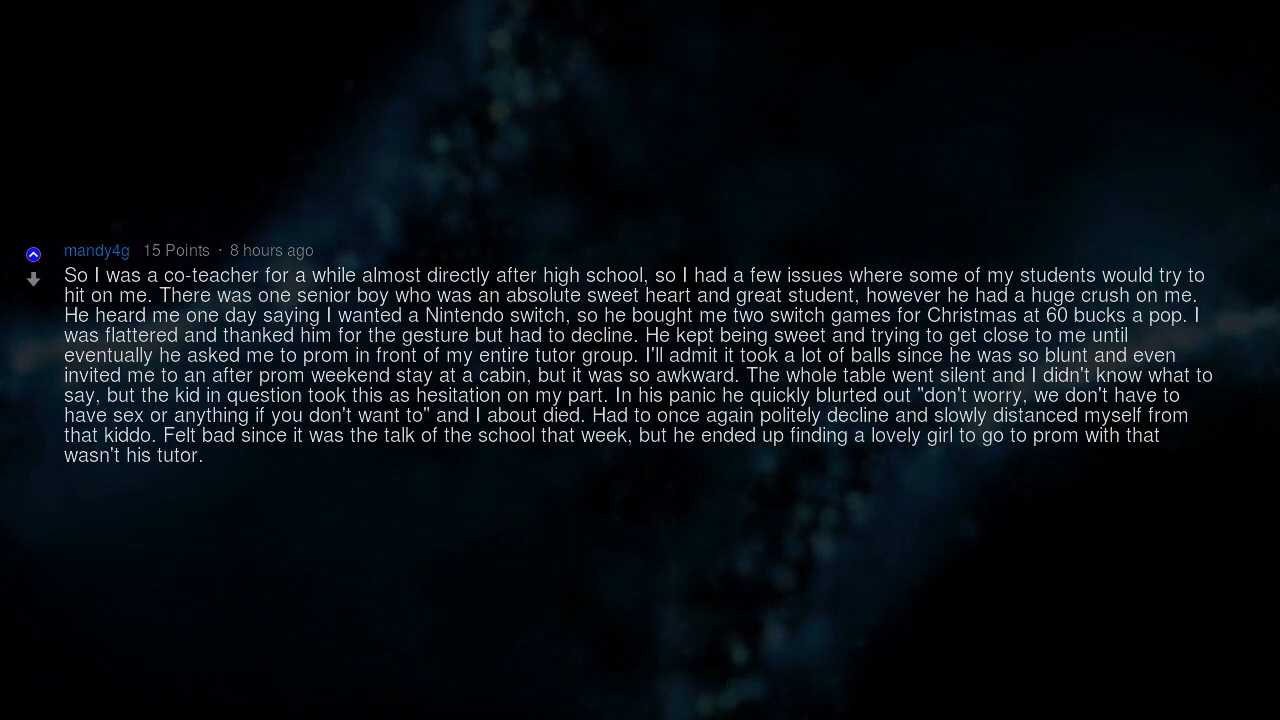 mandy4g 15 Points · 8 hours ago
So I was a co-teacher for a while almost directly after high school, so I had a few issues where some of my students would try to
hit on me. There was one senior boy who was an absolute sweet heart and great student, however he had a huge crush on me.
He heard me one day saying I wanted a Nintendo switch, so he bought me two switch games for Christmas at 60 bucks a pop. I
was flattered and thanked him for the gesture but had to decline. He kept being sweet and trying to get close to me until
eventually he asked me to prom in front of my entire tutor group. I'll admit it took a lot of balls since he was so blunt and even
invited me to an after prom weekend stay at a cabin, but it was so awkward. The whole table went silent and I didn't know what to
say, but the kid in question took this as hesitation on my part. In his panic he quickly blurted out "don't worry, we don't have to
have sex or anything if you don't want to" and I about died. Had to once again politely decline and slowly distanced myself from
that kiddo. Felt bad since it was the talk of the school that week, but he ended up finding a lovely girl to go to prom with that
wasn't his tutor.